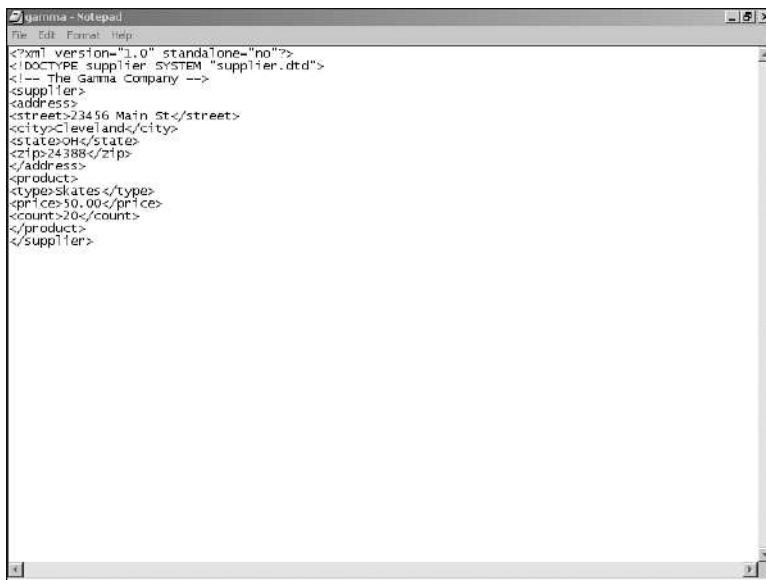 gamma - Notepad
File Edit Format Help
<?xml version="1.0" standalone="no"?>
<!DOCTYPE supplier SYSTEM "supplier.dtd">
<!-- The Gamma Company -->
<supplier>
<address>
<street>23456 Main St</street>
<city>Cleveland</city>
<state>OH</state>
<zip>24388</zip>
</address>
<product>
<type>Skates</type>
<price>50.00</price>
<count>20</count>
</product>
</supplier>